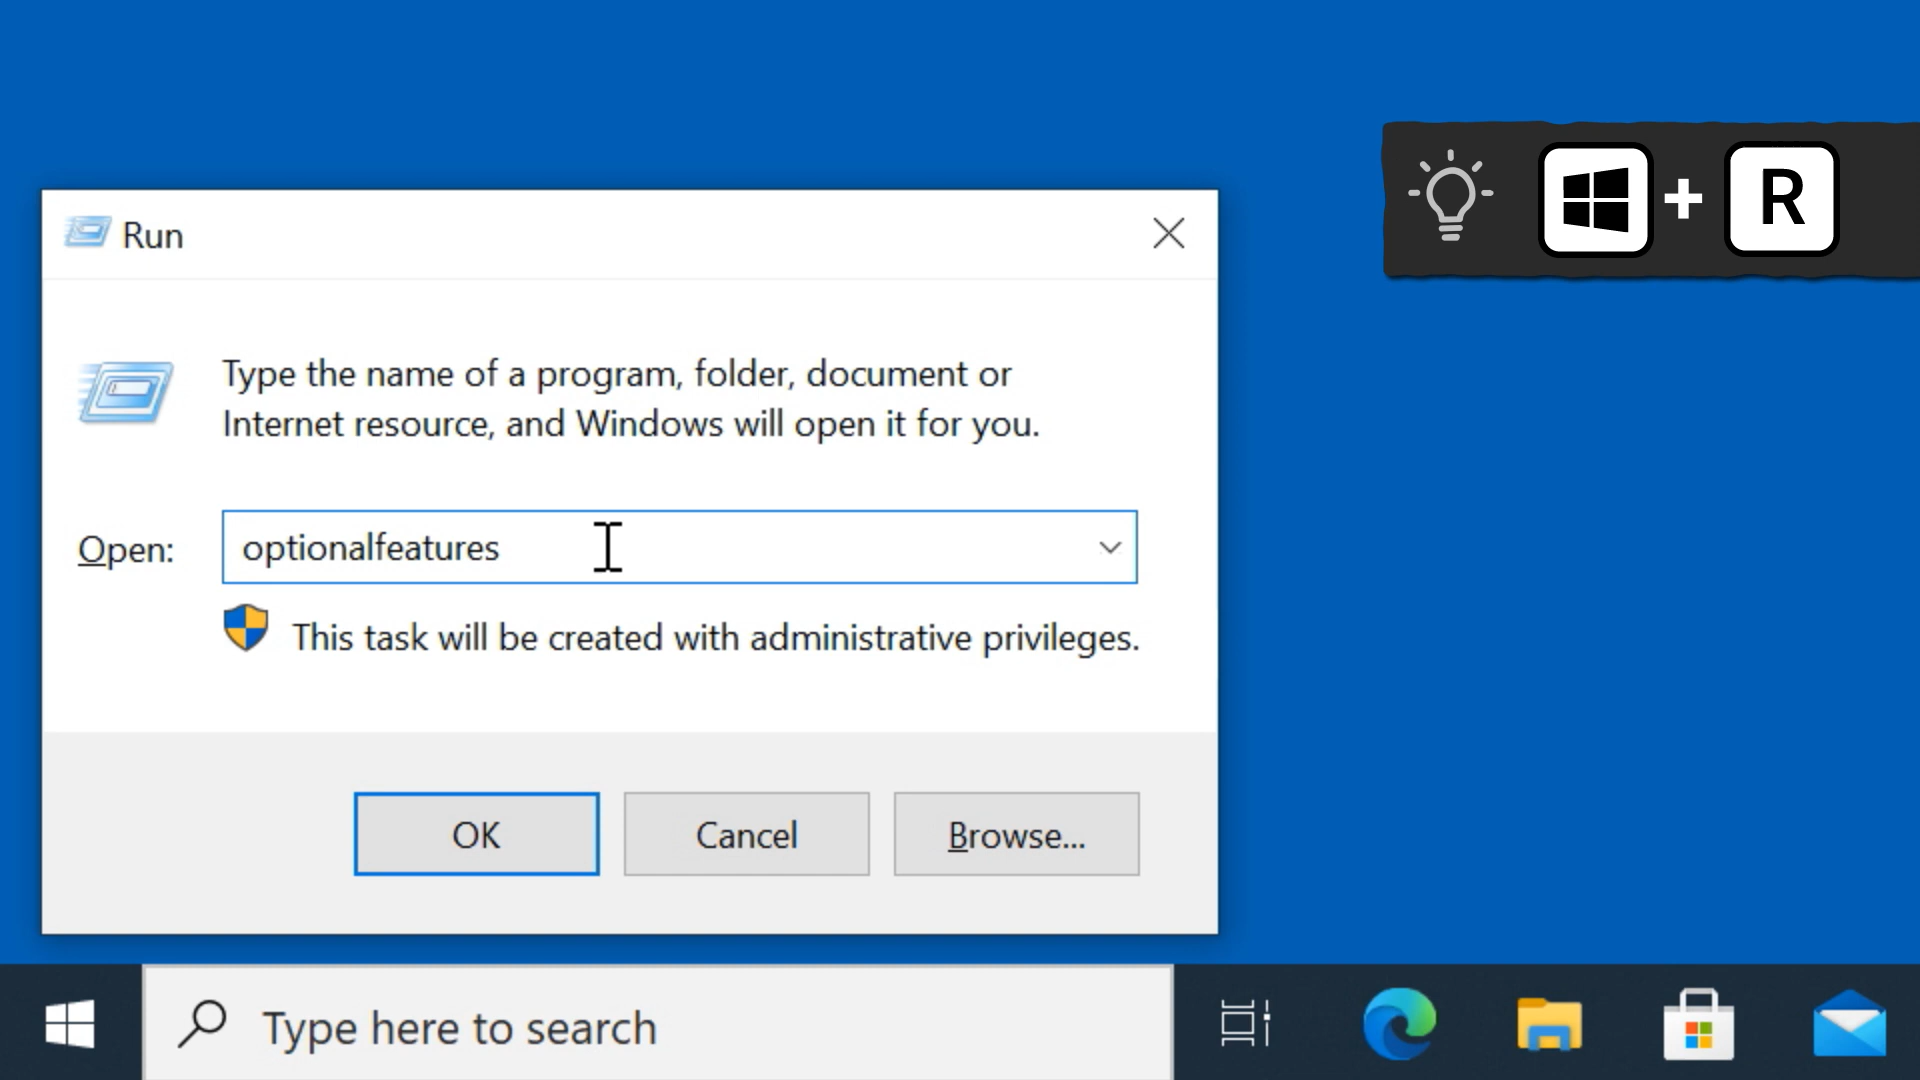 + R
Run
Type the name of a program, folder, document or
Internet resource, and Windows will open it for you.
Open: optionalfeatures
This task will be created with administrative privileges.
OK Cancel Browse...
Type here to search